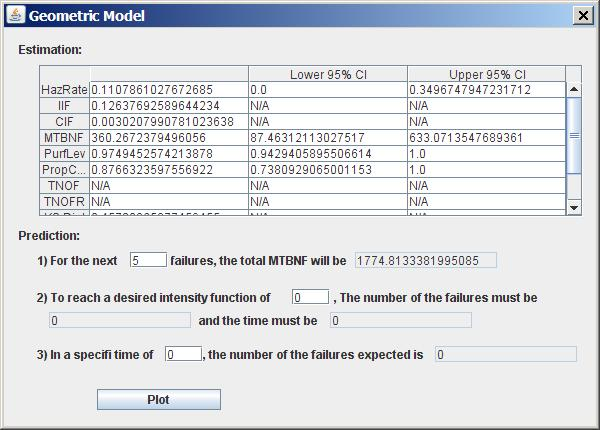 Geometric Model
Estimation:
Lower 95% CI Upper 95% CI
HazRate 0.1107861027672685 0.0 0.3496747947231712
IIF 0.12637692589644234 N/A N/A
CIF 0.0030207990781023638 N/A N/A
MTBNF 360.2672379496056 87.46312113027517 633.0713547689361
PurfLev 0.9749452574213878 0.9429405895506614 1.0
PropC... 0.8766323597556922 0.7380929065001153 1.0
TNOF N/A N/A N/A
TNOFR N/A N/A N/A
Prediction:
1) For the next 5 failures, the total MTBNF will be 1774.8133381995085
2) To reach a desired intensity function of 0 , The number of the failures must be
0 and the time must be 0
3) In a specifi time of 0 , the number of the failures expected is 0
Plot